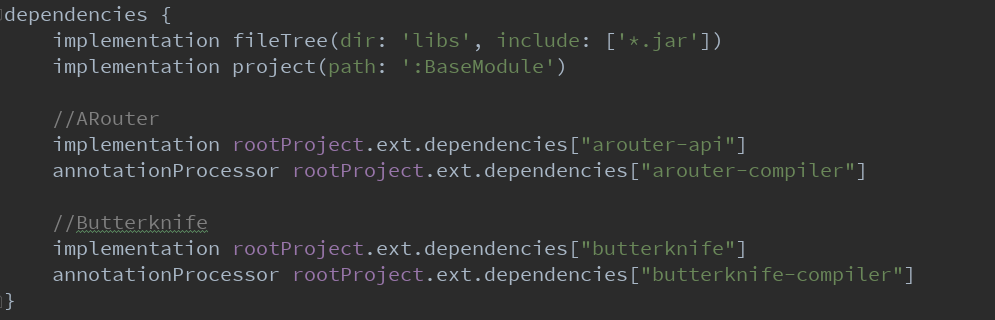 dependencies {
    implementation fileTree(dir: 'libs', include: ['*.jar'])
    implementation project(path: ':BaseModule')

    //ARouter
    implementation rootProject.ext.dependencies["arouter-api"]
    annotationProcessor rootProject.ext.dependencies["arouter-compiler"]

    //Butterknife
    implementation rootProject.ext.dependencies["butterknife"]
    annotationProcessor rootProject.ext.dependencies["butterknife-compiler"]
}